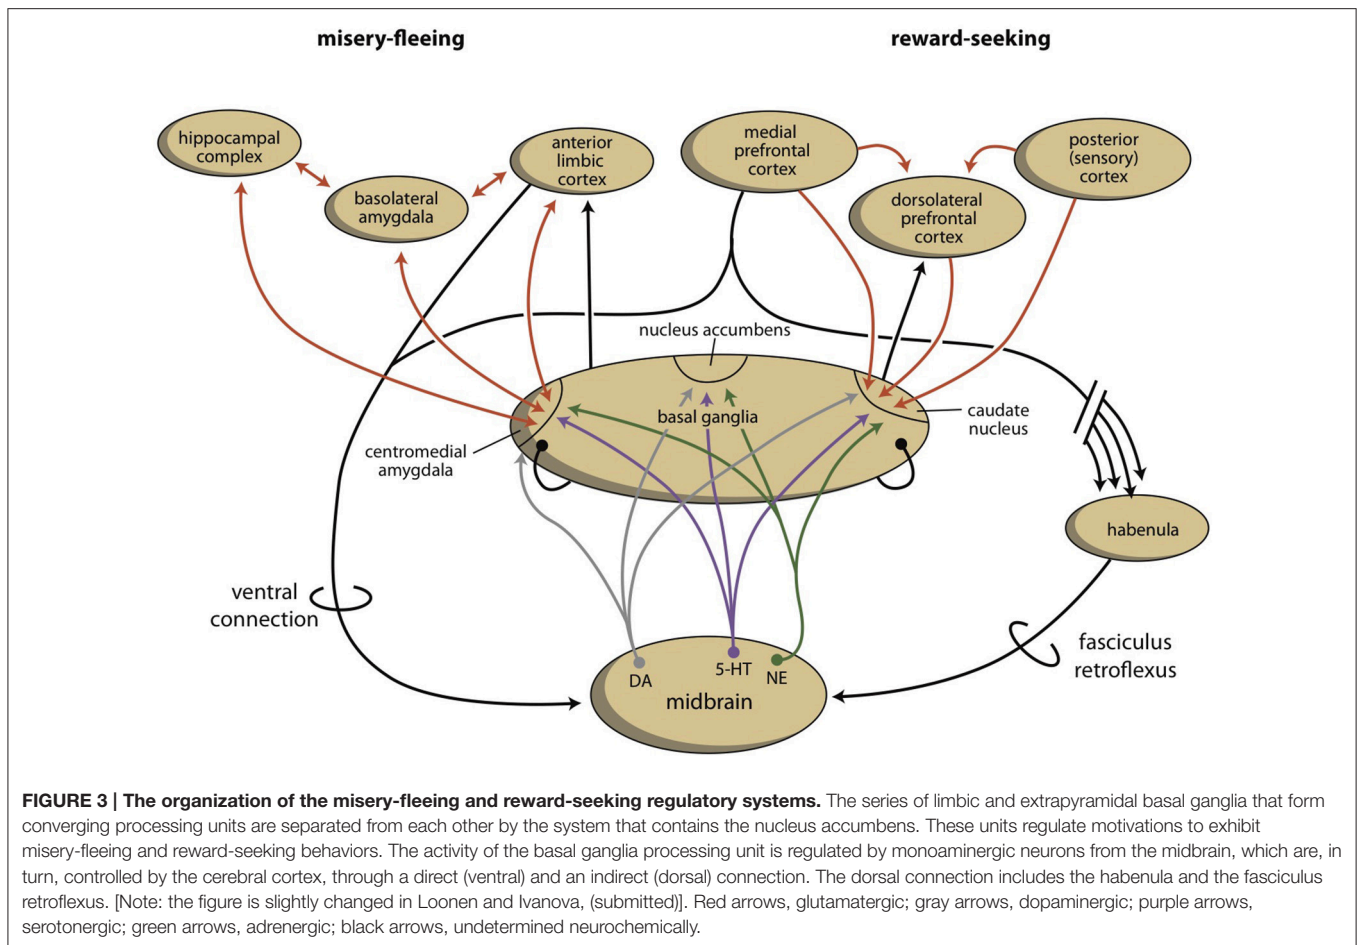 misery-fleeing
reward-seeking
hippocampal
complex
basolateral
amygdala
anterior
limbic
cortex
medial
prefrontal
cortex
dorsolateral
prefrontal
cortex
posterior
(sensory)
cortex
nucleus accumbens
basal ganglia
centromedial
amygdala
caudate
nucleus
habenula
ventral
connection
fasciculus
retroflexus
DA
5-HT
NE
midbrain
FIGURE 3 | The organization of the misery-fleeing and reward-seeking regulatory systems. The series of limbic and extrapyramidal basal ganglia that form
converging processing units are separated from each other by the system that contains the nucleus accumbens. These units regulate motivations to exhibit
misery-fleeing and reward-seeking behaviors. The activity of the basal ganglia processing unit is regulated by monoaminergic neurons from the midbrain, which are, in
turn, controlled by the cerebral cortex, through a direct (ventral) and an indirect (dorsal) connection. The dorsal connection includes the habenula and the fasciculus
retroflexus. [Note: the figure is slightly changed in Loonen and Ivanova, (submitted)]. Red arrows, glutamatergic; gray arrows, dopaminergic; purple arrows,
serotonergic; green arrows, adrenergic; black arrows, undetermined neurochemically.